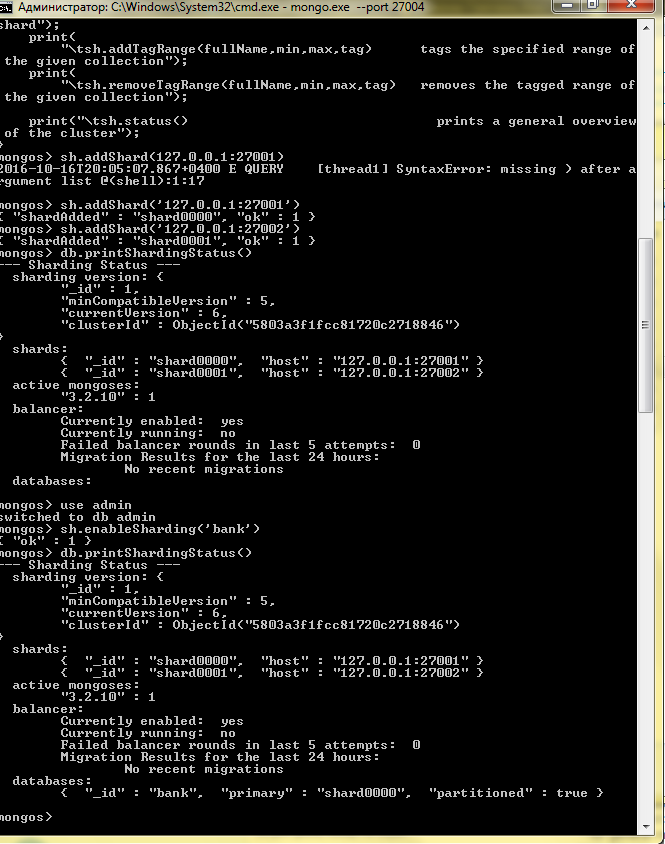 Администратор: C:\Windows\System32\cmd.exe - mongo.exe --port 27004
shard");
    print(
        "\tsh.addTagRange(fullName,min,max,tag)      tags the specified range of
 the given collection");
    print(
        "\tsh.removeTagRange(fullName,min,max,tag)   removes the tagged range of
 the given collection");
    print("\tsh.status()                               prints a general overview
 of the cluster");
}
mongos> sh.addShard(127.0.0.1:27001)
2016-10-16T20:05:07.867+0400 E QUERY    [thread1] SyntaxError: missing ) after a
rgument list @(shell):1:17
mongos> sh.addShard('127.0.0.1:27001')
{ "shardAdded" : "shard0000", "ok" : 1 }
mongos> sh.addShard('127.0.0.1:27002')
{ "shardAdded" : "shard0001", "ok" : 1 }
mongos> db.printShardingStatus()
--- Sharding Status ---
  sharding version: {
        "_id" : 1,
        "minCompatibleVersion" : 5,
        "currentVersion" : 6,
        "clusterId" : ObjectId("5803a3f1fcc81720c2718846")
}
  shards:
        {  "_id" : "shard0000",  "host" : "127.0.0.1:27001" }
        {  "_id" : "shard0001",  "host" : "127.0.0.1:27002" }
  active mongoses:
        "3.2.10" : 1
  balancer:
        Currently enabled:  yes
        Currently running:  no
        Failed balancer rounds in last 5 attempts:  0
        Migration Results for the last 24 hours:
                No recent migrations
  databases:
mongos> use admin
switched to db admin
mongos> sh.enableSharding('bank')
{ "ok" : 1 }
mongos> db.printShardingStatus()
--- Sharding Status ---
  sharding version: {
        "_id" : 1,
        "minCompatibleVersion" : 5,
        "currentVersion" : 6,
        "clusterId" : ObjectId("5803a3f1fcc81720c2718846")
}
  shards:
        {  "_id" : "shard0000",  "host" : "127.0.0.1:27001" }
        {  "_id" : "shard0001",  "host" : "127.0.0.1:27002" }
  active mongoses:
        "3.2.10" : 1
  balancer:
        Currently enabled:  yes
        Currently running:  no
        Failed balancer rounds in last 5 attempts:  0
        Migration Results for the last 24 hours:
                No recent migrations
  databases:
        {  "_id" : "bank",  "primary" : "shard0000",  "partitioned" : true }
mongos>